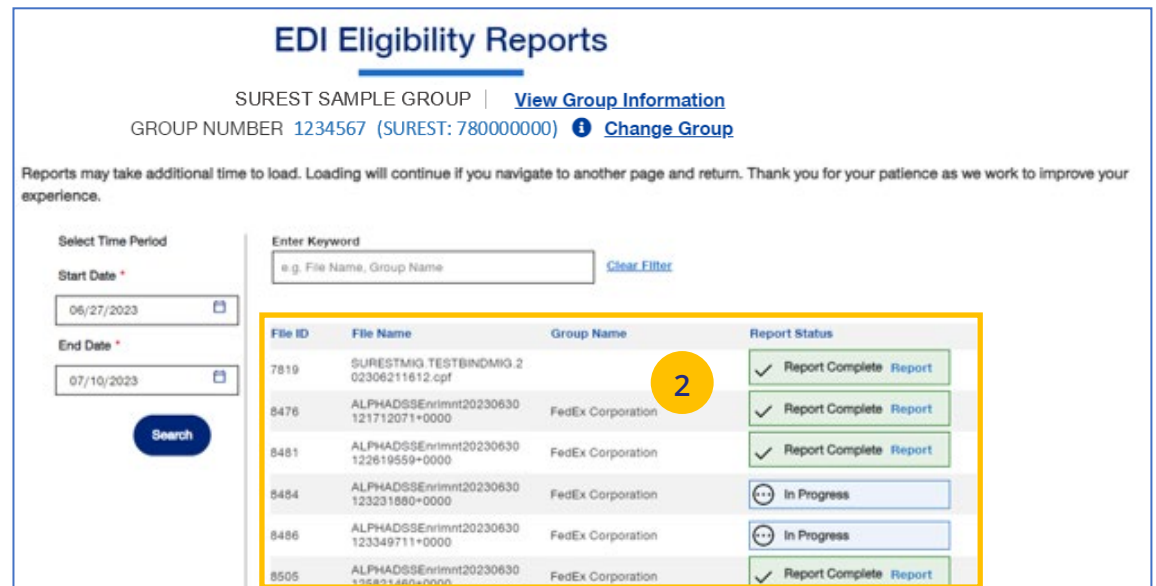 EDI Eligibility Reports
SUREST SAMPLE GROUP | View Group Information
GROUP NUMBER 1234567 (SUREST: 780000000) i Change Group
Reports may take additional time to load. Loading will continue if you navigate to another page and return. Thank you for your patience as we work to improve your
experience.
Select Time Period
Start Date *
06/27/2023
End Date *
07/10/2023
Search
Enter Keyword
e.g. File Name, Group Name
Clear Filter
File ID File Name Group Name Report Status
7819 SURESTMIG.TESTBINDMIG.2 Report Complete Report
02306211612.cpf
2
8476 ALPHADSSEnrlmnt20230630 FedEx Corporation Report Complete Report
121712071+0000
8481 ALPHADSSEnrlmnt20230630 FedEx Corporation Report Complete Report
122619559+0000
8484 ALPHADSSEnrlmnt20230630 FedEx Corporation In Progress
123231880+0000
8486 ALPHADSSEnrlmnt20230630 FedEx Corporation In Progress
123349711+0000
8505 ALPHADSSEnrlmnt20230630 FedEx Corporation Report Complete Report
125821460+0000